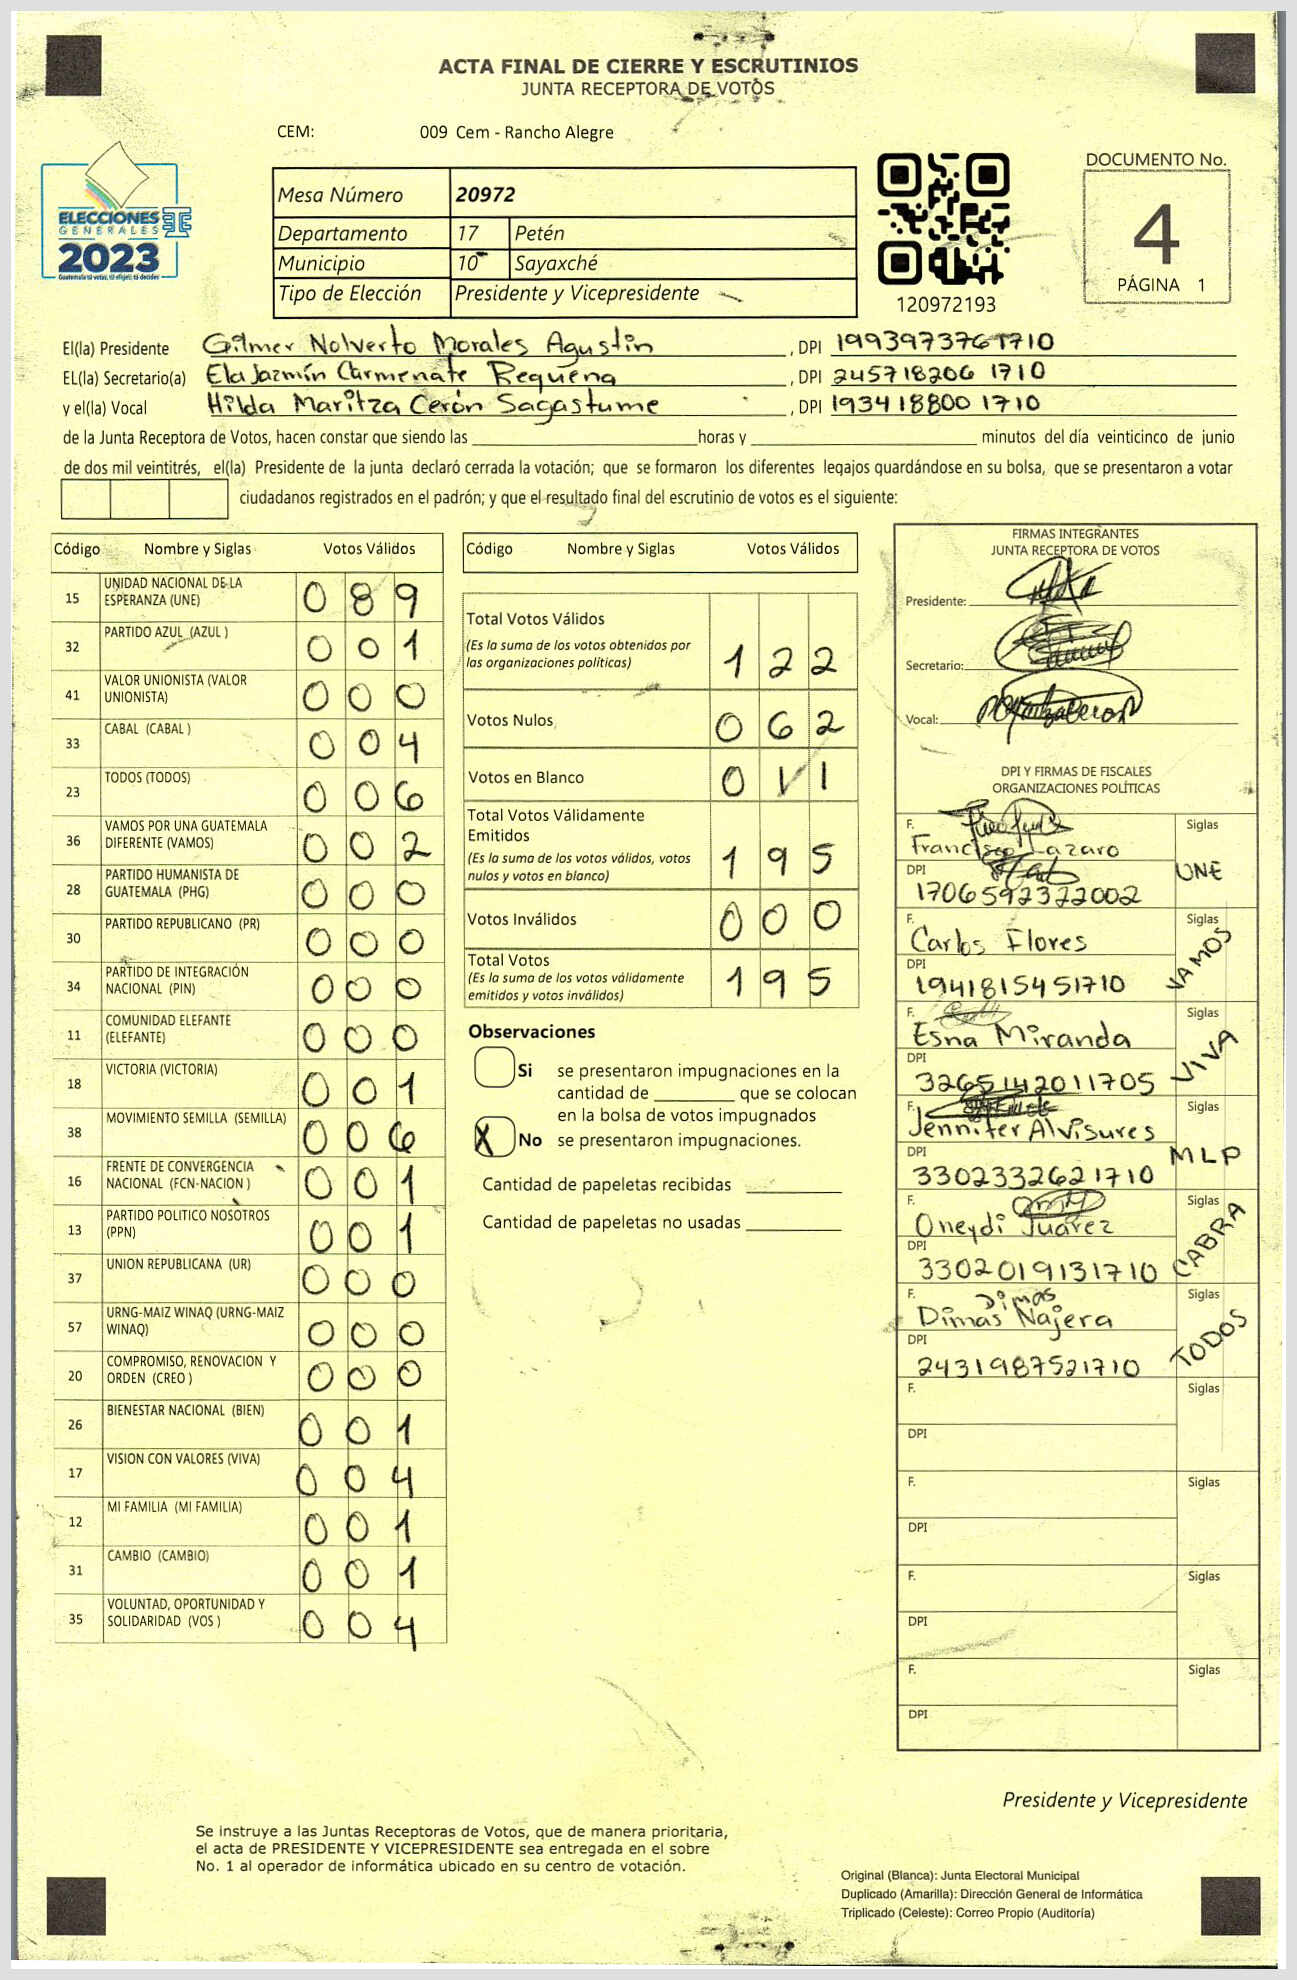 ACTA FINAL DE CIERRE Y ESCRUTINIOS
JUNTA RECEPTORA DE VOTOS
CEM: 009 Cem - Rancho Alegre
ELECCIONES
GENERALES
2023
Mesa Número 20972
Departamento 17 Petén
Municipio 10 Sayaxché
Tipo de Elección Presidente y Vicepresidente
120972193
DOCUMENTO No.
4
PÁGINA 1
El(la) Presidente Gilmer Nolverto Morales Agustin, DPI
EL(la) Secretario(a) Ela Jazmín Carmenate Requena, DPI 245718206 1710
y el(la) Vocal Hilda Maritza Cerón Sagastume, DPI 193418800 1710
de la Junta Receptora de Votos, hacen constar que siendo las horas y minutos del día veinticinco de junio
de dos mil veintitrés, el(la) Presidente de la junta declaró cerrada la votación; que se formaron los diferentes legajos guardándose en su bolsa, que se presentaron a votar
ciudadanos registrados en el padrón; y que el resultado final del escrutinio de votos es el siguiente:
Código Nombre y Siglas Votos Válidos
15 UNIDAD NACIONAL DE LA ESPERANZA (UNE) 0 8 9
32 PARTIDO AZUL (AZUL ) 0 0 1
41 VALOR UNIONISTA (VALOR UNIONISTA) 0 0 0
33 CABAL (CABAL ) 0 0 4
23 TODOS (TODOS) 0 0 6
36 VAMOS POR UNA GUATEMALA DIFERENTE (VAMOS) 0 0 2
28 PARTIDO HUMANISTA DE GUATEMALA (PHG) 0 0 0
30 PARTIDO REPUBLICANO (PR) 0 0 0
34 PARTIDO DE INTEGRACIÓN NACIONAL (PIN) 0 0 0
11 COMUNIDAD ELEFANTE (ELEFANTE) 0 0 0
18 VICTORIA (VICTORIA) 0 0 1
38 MOVIMIENTO SEMILLA (SEMILLA) 0 0 6
16 FRENTE DE CONVERGENCIA NACIONAL (FCN-NACION ) 0 0 1
13 PARTIDO POLITICO NOSOTROS (PPN) 0 0 1
37 UNION REPUBLICANA (UR) 0 0 0
57 URNG-MAIZ WINAQ (URNG-MAIZ WINAQ) 0 0 0
20 COMPROMISO, RENOVACION Y ORDEN (CREO ) 0 0 0
26 BIENESTAR NACIONAL (BIEN) 0 0 1
17 VISION CON VALORES (VIVA) 0 0 4
12 MI FAMILIA (MI FAMILIA) 0 0 1
31 CAMBIO (CAMBIO) 0 0 1
35 VOLUNTAD, OPORTUNIDAD Y SOLIDARIDAD (VOS ) 0 0 4
Código Nombre y Siglas Votos Válidos
Total Votos Válidos 1 2 2
(Es la suma de los votos obtenidos por
las organizaciones políticas)
Votos Nulos 0 6 2
Votos en Blanco 0 1 1
Total Votos Válidamente
Emitidos 1 9 5
(Es la suma de los votos válidos, votos
nulos y votos en blanco)
Votos Inválidos 0 0 0
Total Votos 1 9 5
(Es la suma de los votos válidamente
emitidos y votos inválidos)
Observaciones
Si se presentaron impugnaciones en la
cantidad de que se colocan
en la bolsa de votos impugnados
X No se presentaron impugnaciones.
Cantidad de papeletas recibidas
Cantidad de papeletas no usadas
FIRMAS INTEGRANTES
JUNTA RECEPTORA DE VOTOS
Presidente:
Secretario:
Vocal:
DPI Y FIRMAS DE FISCALES
ORGANIZACIONES POLÍTICAS
F. Francisco Lazaro Siglas UNE
DPI 1706592322002
F. Carlos Flores Siglas VAMOS
DPI 1941815451710
F. Esna Miranda Siglas VIVA
DPI 3265142011705
F. Jennifer Alvisures Siglas MLP
DPI 3302332621710
F. Oneydi Juárez Siglas CABRA
DPI 3302019131710
F. Dimas Dimas Najera Siglas TODOS
DPI 2431987521710
F. Siglas
DPI
F. Siglas
DPI
F. Siglas
DPI
F. Siglas
DPI
Presidente y Vicepresidente
Se instruye a las Juntas Receptoras de Votos, que de manera prioritaria,
el acta de PRESIDENTE Y VICEPRESIDENTE sea entregada en el sobre
No. 1 al operador de informática ubicado en su centro de votación.
Original (Blanca): Junta Electoral Municipal
Duplicado (Amarilla): Dirección General de Informática
Triplicado (Celeste): Correo Propio (Auditoría)